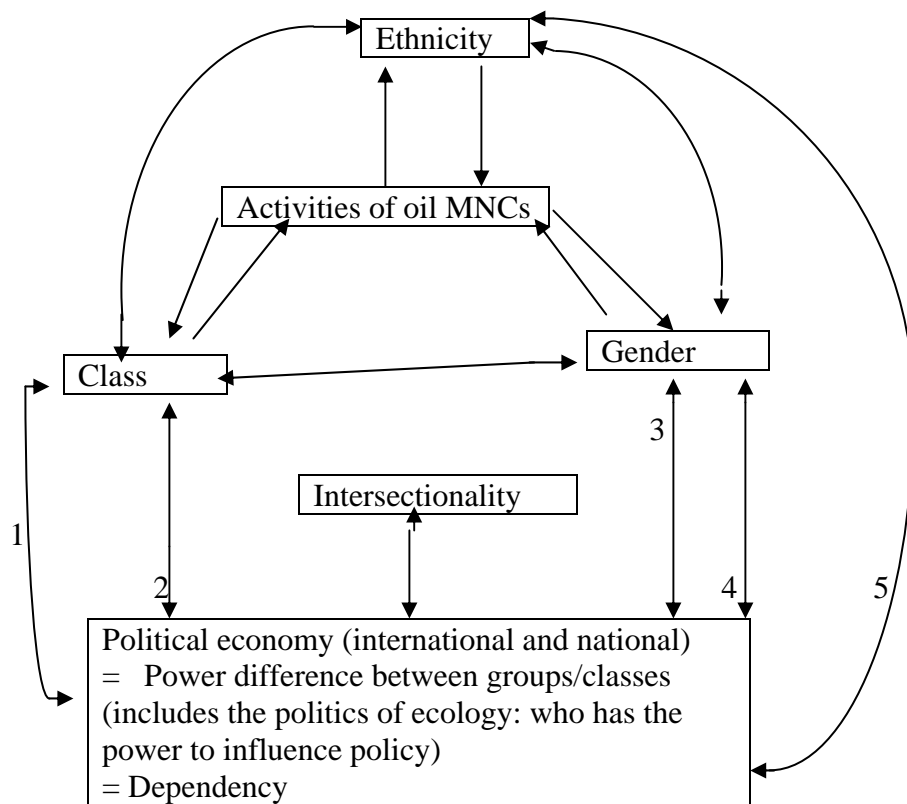 Ethnicity
Activities of oil MNCs
Gender
Class
3
Intersectionality
1
2
4
5
Political economy (international and national)
= Power difference between groups/classes
(includes the politics of ecology: who has the
power to influence policy)
= Dependency